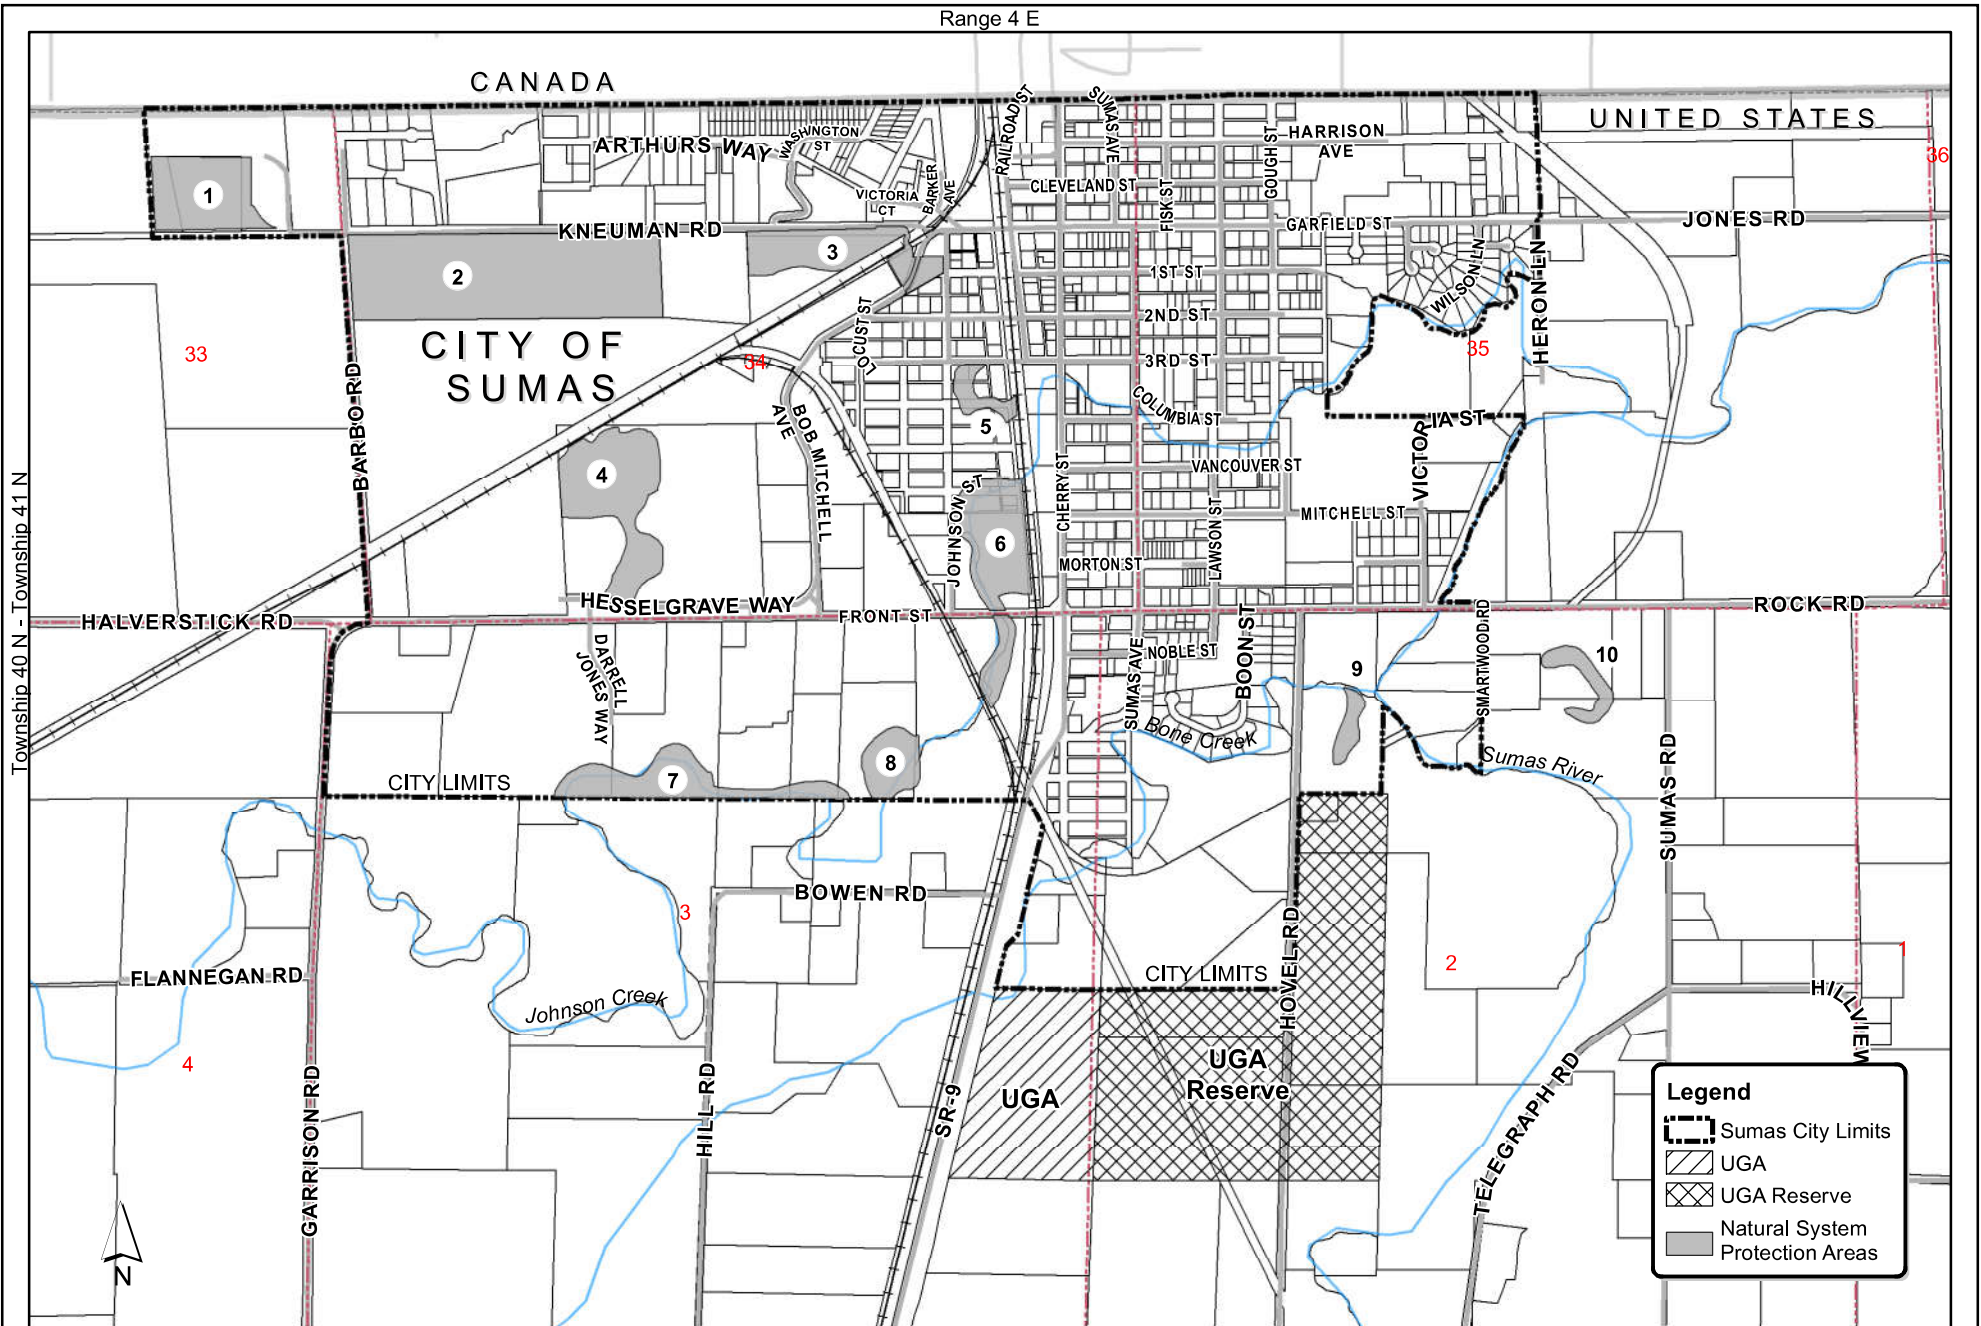 Range 4 E
CANADA
UNITED STATES
36
ARTHURS WAY
WASHINGTON
ST
RAILROAD ST
SUMAS AVE
HARRISON
AVE
GOUGH ST
CLEVELAND ST
FISK ST
VICTORIA
CT
BARKER
AVE
1
KNEUMAN RD
GARFIELD ST
JONES RD
2
3
1ST ST
WILSON LN
HERON LN
2ND ST
LOCUST ST
CITY OF
SUMAS
33
34
3RD ST
35
BARBO RD
COLUMBIA ST
VICTORIA ST
BOB MITCHELL
AVE
5
4
VANCOUVER ST
CHERRY ST
JOHNSON ST
LAWSON ST
MITCHELL ST
6
MORTON ST
Township 40 N - Township 41 N
HALVERSTICK RD
HESSELGRAVE WAY
FRONT ST
ROCK RD
DARRELL
JONES WAY
NOBLE ST
BOON ST
SUMAS AVE
SMARTWOOD RD
9
10
Bone Creek
Sumas River
SUMAS RD
CITY LIMITS
7
8
BOWEN RD
3
HOVEL RD
FLANNEGAN RD
Johnson Creek
CITY LIMITS
2
1
HILLVIEW
4
GARRISON RD
HILL RD
SR-9
UGA
UGA
Reserve
TELEGRAPH RD
N
Legend
Sumas City Limits
UGA
UGA Reserve
Natural System
Protection Areas